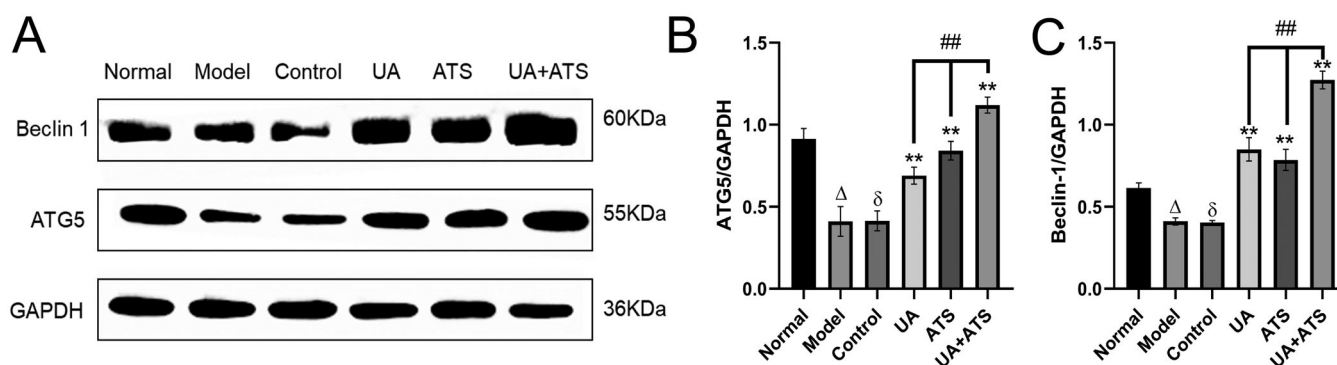 A
Normal Model Control UA ATS UA+ATS
Beclin 1 60KDa
ATG5 55KDa
GAPDH 36KDa
B
ATG5/GAPDH
1.5
1.0
0.5
0.0
##
** ** **
Δ δ
Normal Model Control UA ATS UA+ATS
C
Beclin-1/GAPDH
1.5
1.0
0.5
0.0
##
** ** **
Δ δ
Normal Model Control UA ATS UA+ATS